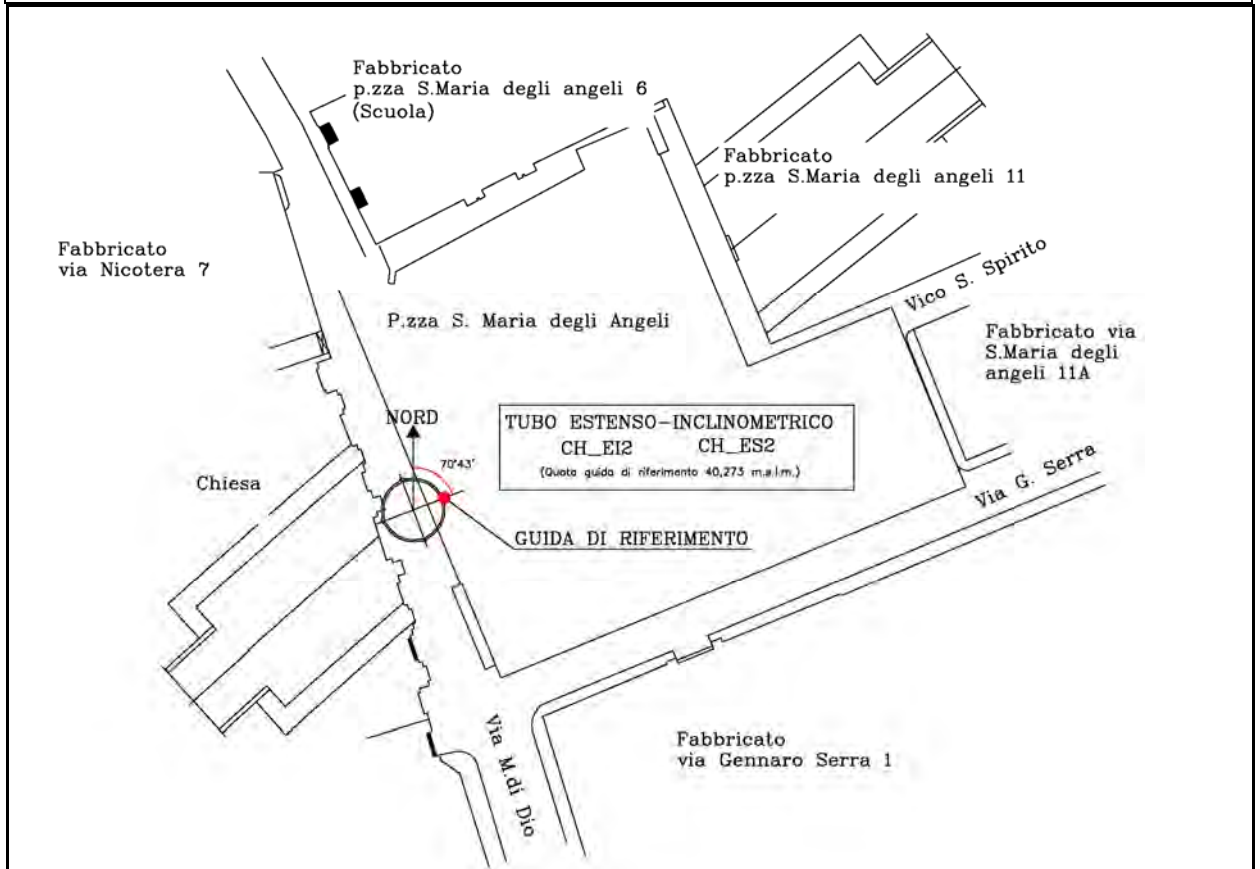 Fabbricato
p.zza S.Maria degli angeli 6
(Scuola)
Fabbricato
p.zza S.Maria degli angeli 11
Fabbricato
via Nicotera 7
Vico S. Spirito
P.zza S. Maria degli Angeli
Fabbricato via
S.Maria degli
angeli 11A
NORD
70°43'
TUBO ESTENSO-INCLINOMETRICO
CH_EI2 CH_ES2
(Quota guida di riferimento 40,273 m.s.l.m.)
Chiesa
Via G. Serra
GUIDA DI RIFERIMENTO
Via M.di Dio
Fabbricato
via Gennaro Serra 1